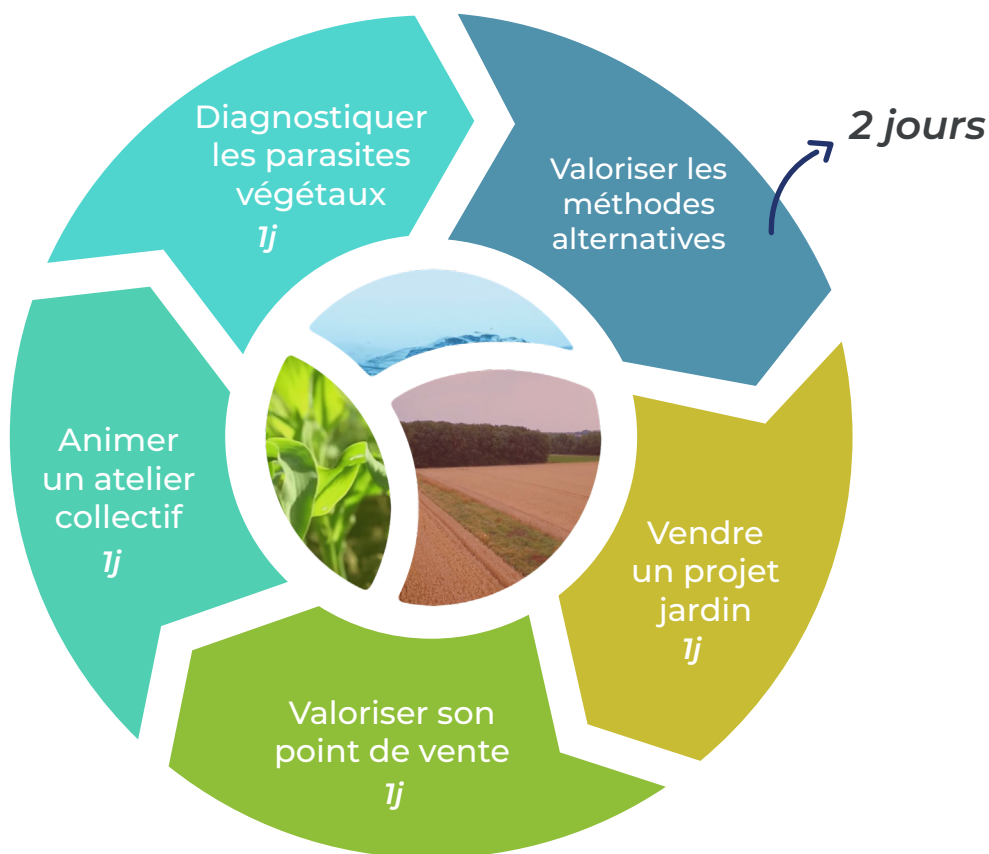 Diagnostiquer
les parasites
végétaux
1j
Valoriser les
méthodes
alternatives
2 jours
Vendre
un projet
jardin
1j
Valoriser son
point de vente
1j
Animer
un atelier
collectif
1j